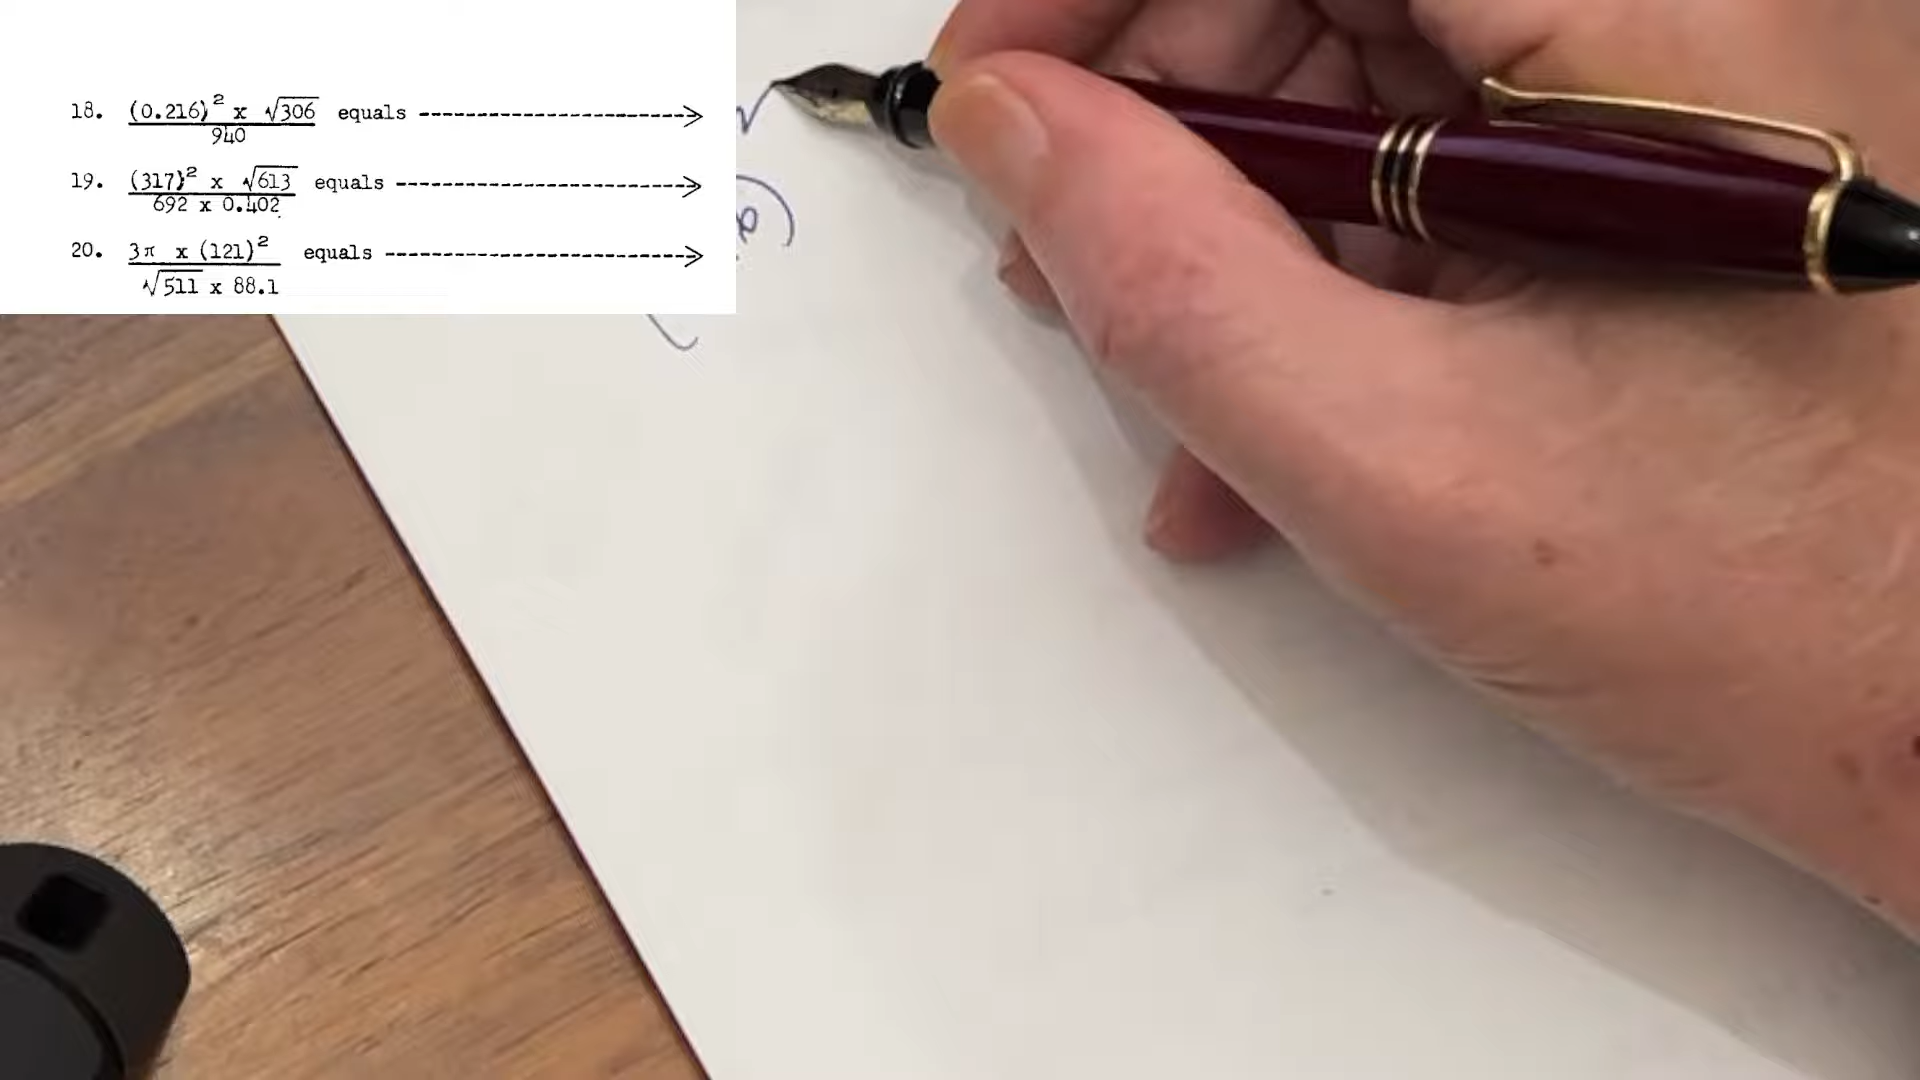 18. (0.216)² x √306 equals ----------------------->
940
19. (317)² x √613 equals ------------------------->
692 x 0.402
20. 3π x (121)² equals -------------------------->
√511 x 88.1